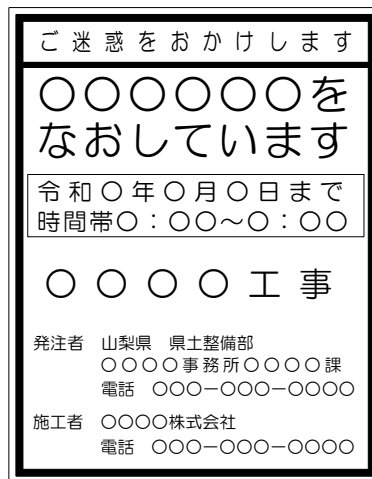 ご迷惑をおかけします
〇〇〇〇〇〇を
なおしています
令和〇年〇月〇日まで
時間帯〇：〇〇～〇：〇〇
〇〇〇〇工事
発注者　山梨県　県土整備部
〇〇〇〇事務所〇〇〇〇課
電話　〇〇〇－〇〇〇－〇〇〇〇
施工者　〇〇〇〇株式会社
電話　〇〇〇－〇〇〇－〇〇〇〇